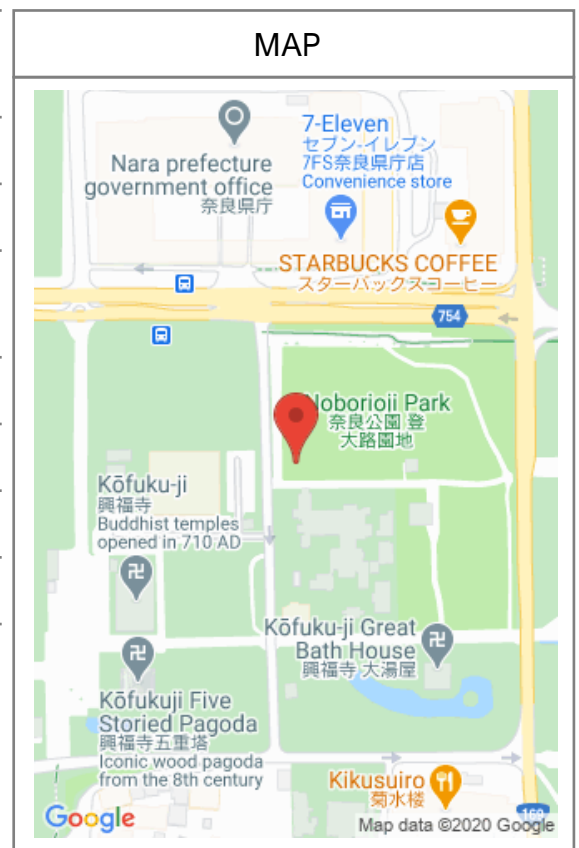 MAP
7-Eleven
セブン-イレブン
7FS奈良県庁店
Convenience store
Nara prefecture
government office
奈良県庁
STARBUCKS COFFEE
スターバックスコーヒー
754
Noborioji Park
奈良公園 登
大路園地
Kōfuku-ji
興福寺
Buddhist temples
opened in 710 AD
卍
Kōfuku-ji Great
Bath House
興福寺 大湯屋
卍
卍
Kōfukuji Five
Storied Pagoda
興福寺五重塔
Iconic wood pagoda
from the 8th century
Kikusuiro
菊水楼
169
Google
Map data ©2020 Google